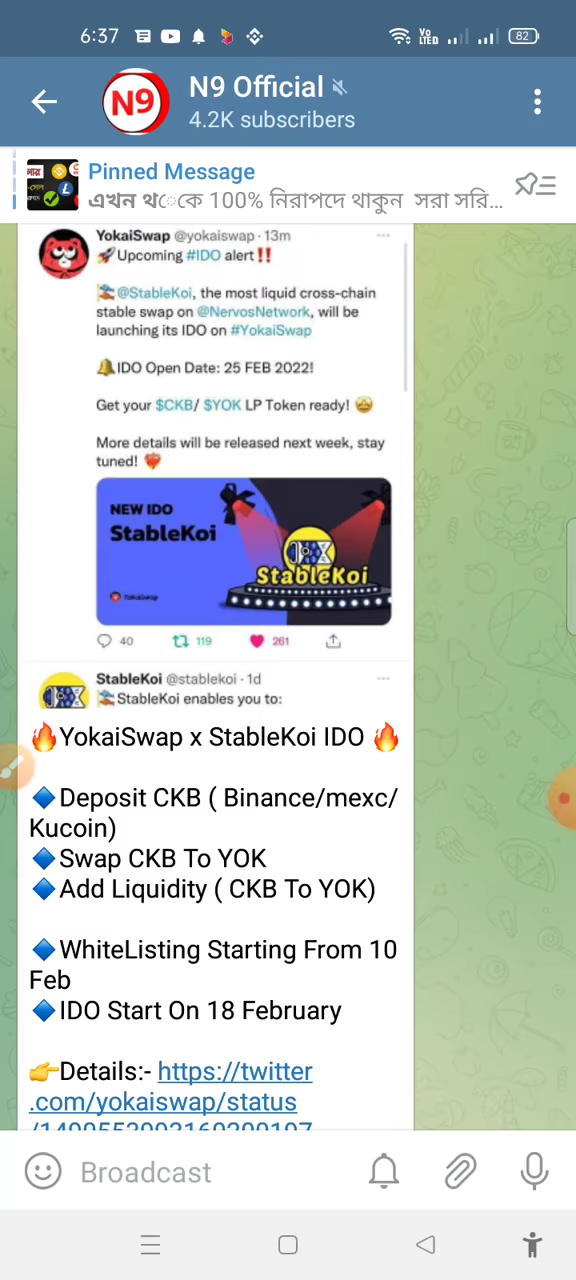 6:37
VO
LTED
82
N9
N9 Official
4.2K subscribers
Pinned Message
এখন থেকে 100% নিরাপদে থাকুন সরা সরি...
YokaiSwap @yokaiswap · 13m
🚀Upcoming #IDO alert‼️
@StableKoi, the most liquid cross-chain
stable swap on @NervosNetwork, will be
launching its IDO on #YokaiSwap
🔔IDO Open Date: 25 FEB 2022!
Get your $CKB/ $YOK LP Token ready! 🤩
More details will be released next week, stay
tuned! ❤️‍🔥
NEW IDO
StableKoi
StableKoi
YokaiSwap
40 119 261
StableKoi @stablekoi · 1d
StableKoi enables you to:
🔥YokaiSwap x StableKoi IDO 🔥
🔷Deposit CKB ( Binance/mexc/
Kucoin)
🔷Swap CKB To YOK
🔷Add Liquidity ( CKB To YOK)
🔷WhiteListing Starting From 10
Feb
🔷IDO Start On 18 February
👉Details:- https://twitter
.com/yokaiswap/status
Broadcast